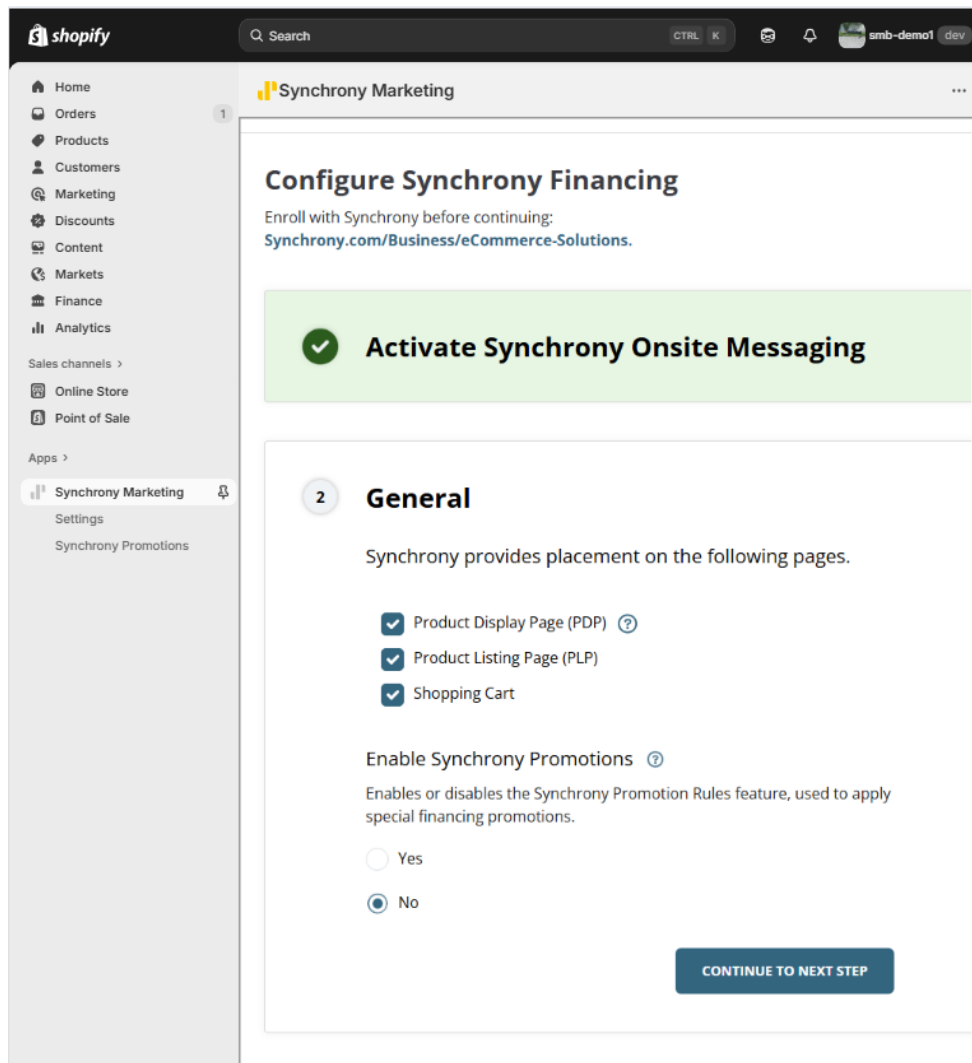 shopify
Search
CTRL K
smb-demo1 dev
Home
Orders 1
Products
Customers
Marketing
Discounts
Content
Markets
Finance
Analytics
Sales channels >
Online Store
Point of Sale
Apps >
Synchrony Marketing
Settings
Synchrony Promotions
Synchrony Marketing
Configure Synchrony Financing
Enroll with Synchrony before continuing:
Synchrony.com/Business/eCommerce-Solutions.
Activate Synchrony Onsite Messaging
2 General
Synchrony provides placement on the following pages.
Product Display Page (PDP) ?
Product Listing Page (PLP)
Shopping Cart
Enable Synchrony Promotions ?
Enables or disables the Synchrony Promotion Rules feature, used to apply
special financing promotions.
Yes
No
CONTINUE TO NEXT STEP